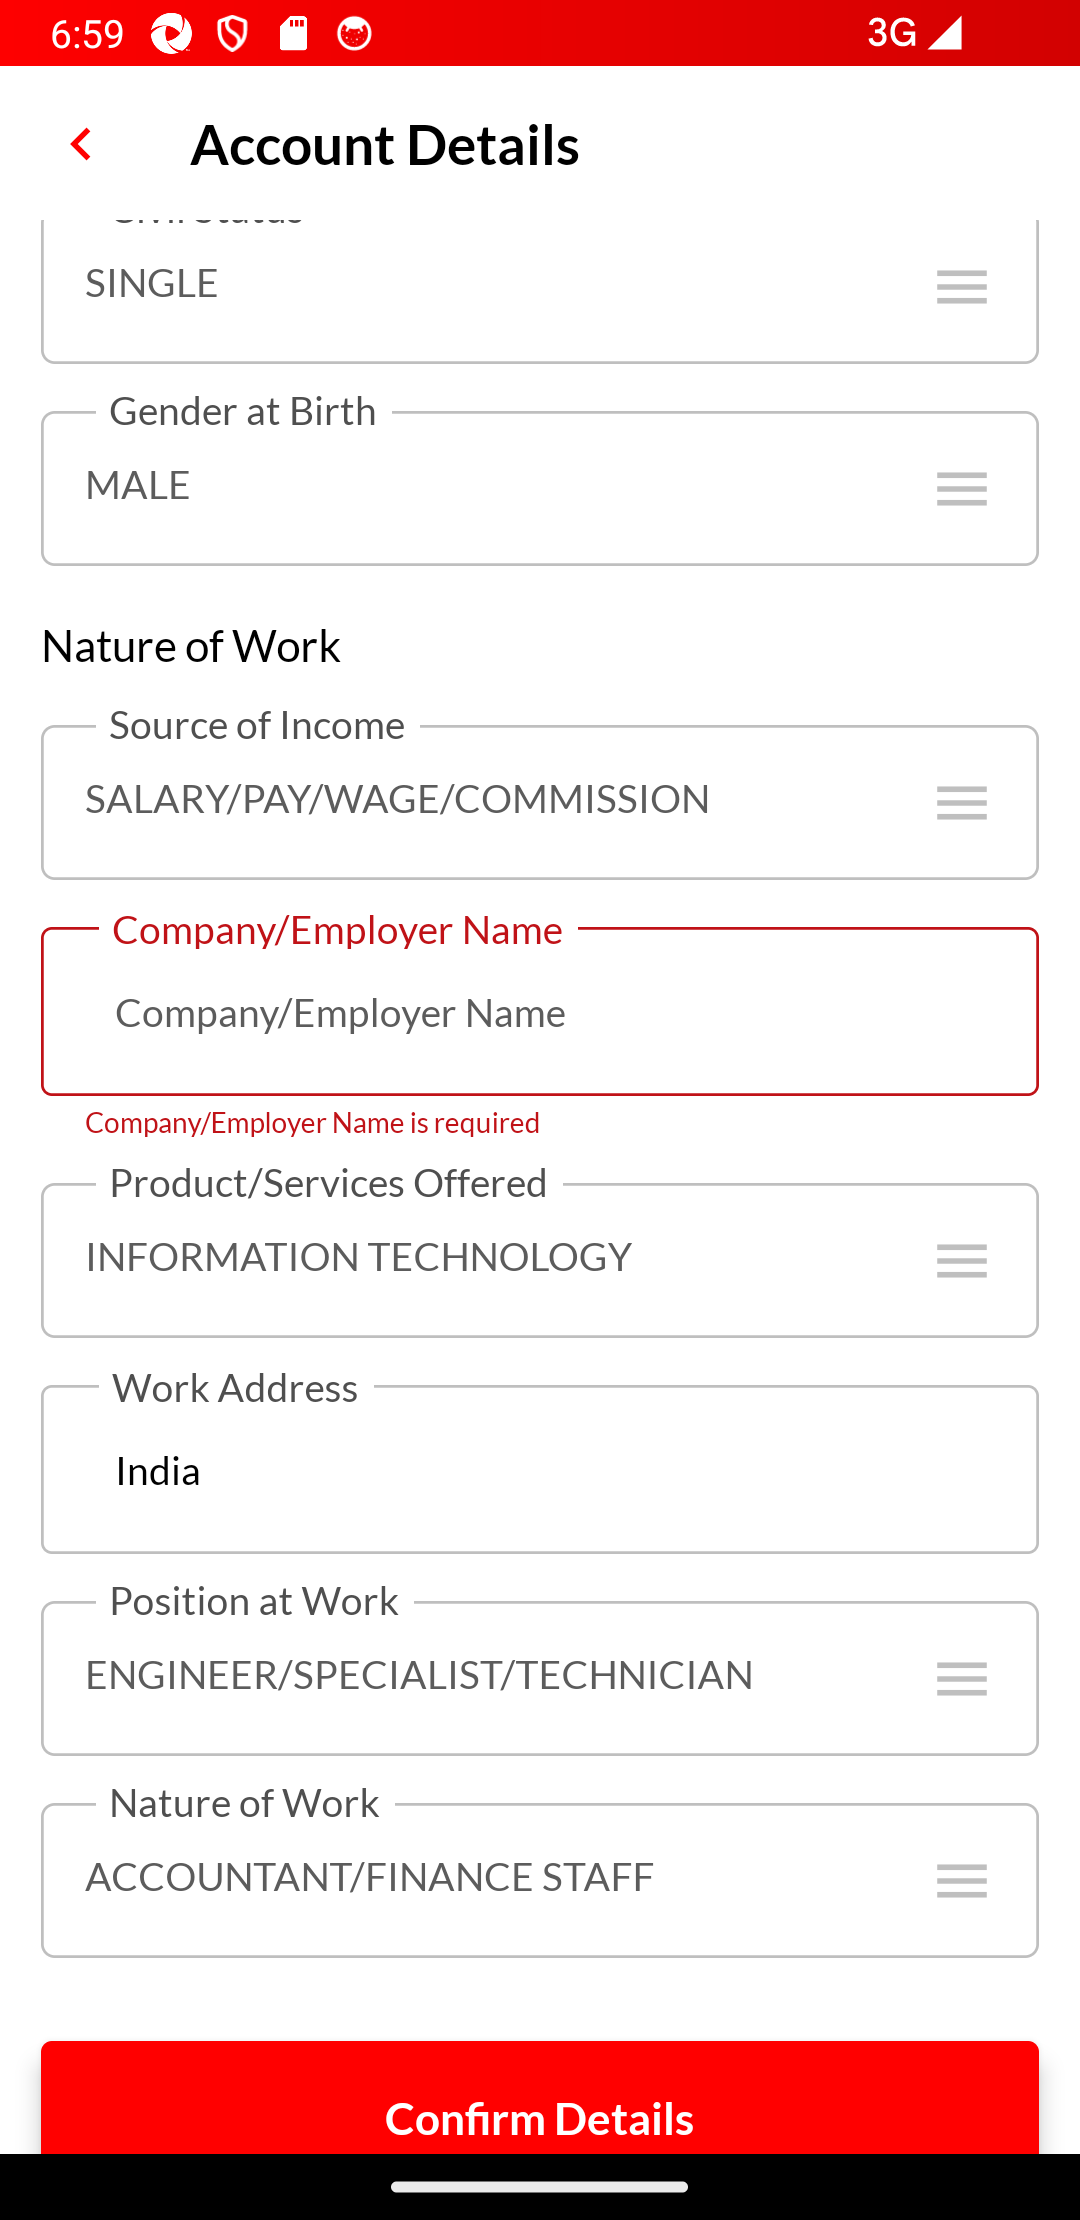 6:59
3G
Account Details
Civil Status
SINGLE
Gender at Birth
MALE
Nature of Work
Source of Income
SALARY/PAY/WAGE/COMMISSION
Company/Employer Name
Company/Employer Name
Company/Employer Name is required
Product/Services Offered
INFORMATION TECHNOLOGY
Work Address
India
Position at Work
ENGINEER/SPECIALIST/TECHNICIAN
Nature of Work
ACCOUNTANT/FINANCE STAFF
Confirm Details